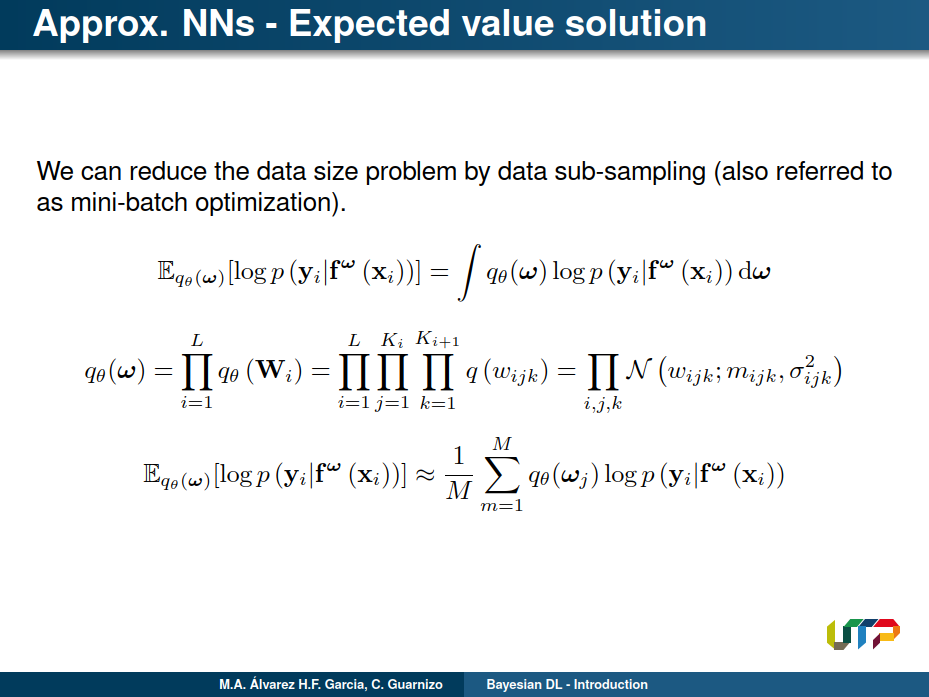 Approx. NNs - Expected value solution
We can reduce the data size problem by data sub-sampling (also referred to
as mini-batch optimization).
𝔼_{q_θ(𝝎)}[log p (𝐲_i|𝐟^𝝎 (𝐱_i))] = ∫ q_θ(𝝎) log p (𝐲_i|𝐟^𝝎 (𝐱_i)) d𝝎
q_θ(𝝎) = ∏_{i=1}^{L} q_θ (𝐖_i) = ∏_{i=1}^{L} ∏_{j=1}^{K_i} ∏_{k=1}^{K_{i+1}} q (w_{ijk}) = ∏_{i,j,k} 𝒩 (w_{ijk}; m_{ijk}, σ²_{ijk})
𝔼_{q_θ(𝝎)}[log p (𝐲_i|𝐟^𝝎 (𝐱_i))] ≈ 1/M ∑_{m=1}^{M} q_θ(𝝎_j) log p (𝐲_i|𝐟^𝝎 (𝐱_i))
UTP
M.A. Álvarez H.F. Garcia, C. Guarnizo Bayesian DL - Introduction